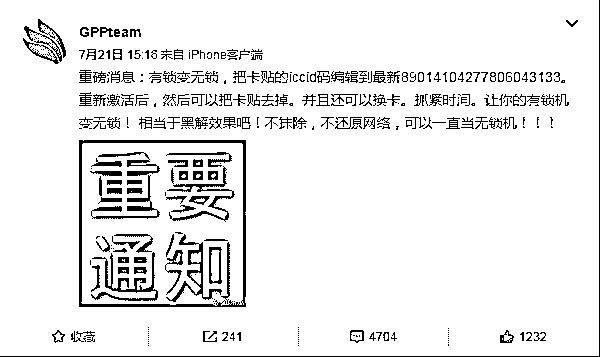 GPPteam
7月21日 15:16 来自 iPhone客户端
重磅消息：有锁变无锁，把卡贴的iccid码编辑到最新89014104277806043133。
重新激活后，然后可以把卡贴去掉。并且还可以换卡。抓紧时间。让你的有锁机
变无锁！ 相当于黑解效果吧！不抹除，不还原网络，可以一直当无锁机！！！
重要
通知
收藏
241
4704
1232